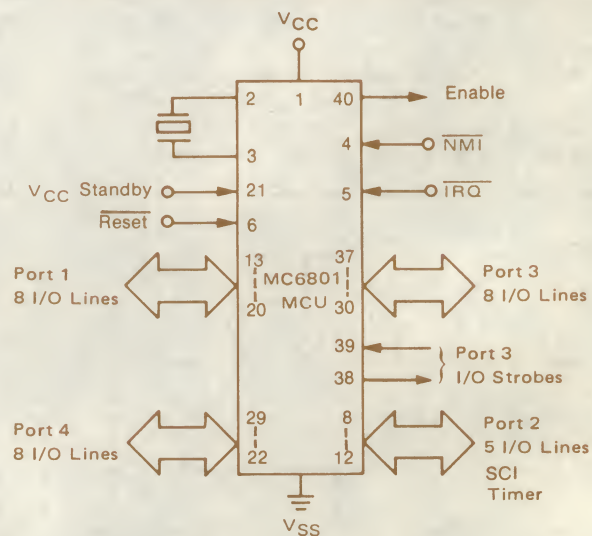 VCC
2 1 40 Enable
4 NMI
3
VCC Standby 21 5 IRQ
Reset 6
Port 1 13 37 Port 3
8 I/O Lines 20 MC6801 30 8 I/O Lines
MCU
39 Port 3
38 I/O Strobes
Port 4 29 8 Port 2
8 I/O Lines 22 12 5 I/O Lines
SCI
Timer
VSS